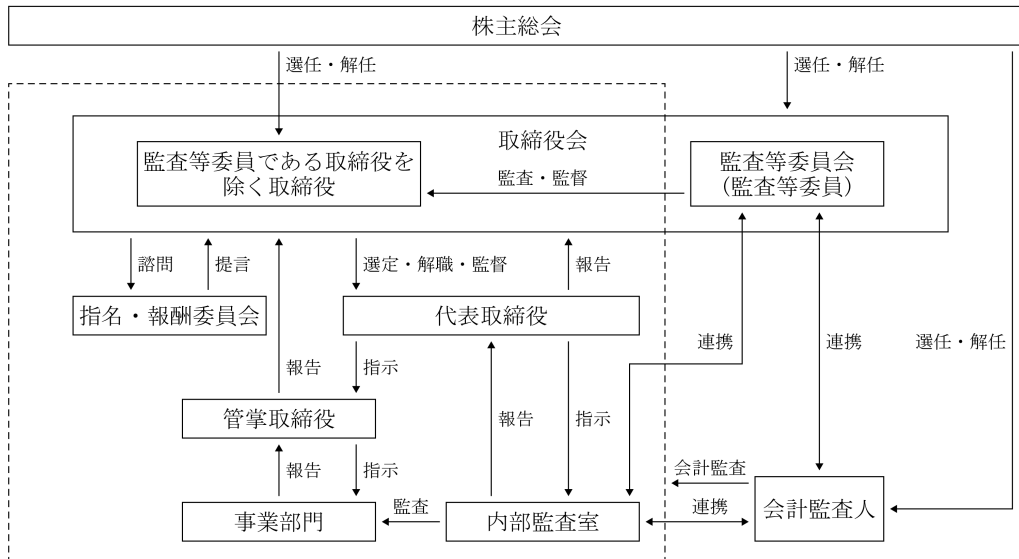 株主総会
選任・解任
選任・解任
取締役会
監査等委員である取締役を
除く取締役
監査・監督
監査等委員会
（監査等委員）
諮問
提言
選定・解職・監督
報告
指名・報酬委員会
代表取締役
報告
指示
連携
連携
選任・解任
管掌取締役
報告
指示
報告
指示
会計監査
事業部門
監査
内部監査室
連携
会計監査人